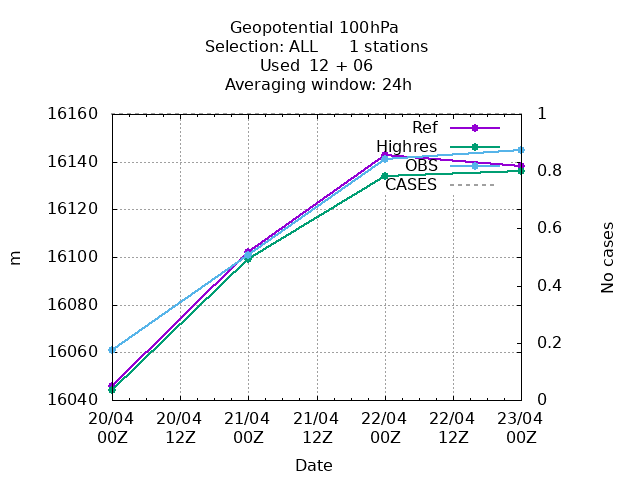 Geopotential 100hPa
Selection: ALL 1 stations
Used 12 + 06
Averaging window: 24h
16160
16140
16120
16100
16080
16060
16040
m
1
0.8
0.6
0.4
0.2
0
No cases
Ref
Highres
OBS
CASES
20/04 20/04 21/04 21/04 22/04 22/04 23/04
00Z 12Z 00Z 12Z 00Z 12Z 00Z
Date